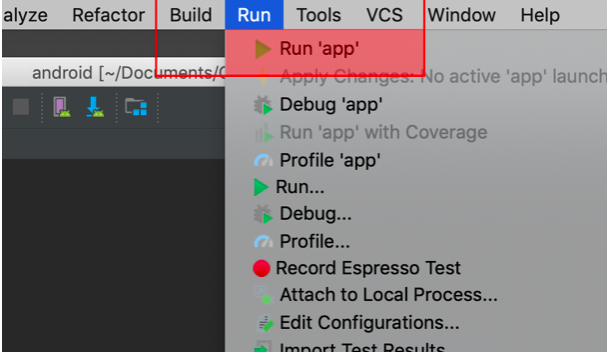 alyze Refactor Build Run Tools VCS Window Help
Run 'app'
android [~/Documents/
Apply Changes: No active 'app' launch
Debug 'app'
Run 'app' with Coverage
Profile 'app'
Run...
Debug...
Profile...
Record Espresso Test
Attach to Local Process...
Edit Configurations...
Import Test Results